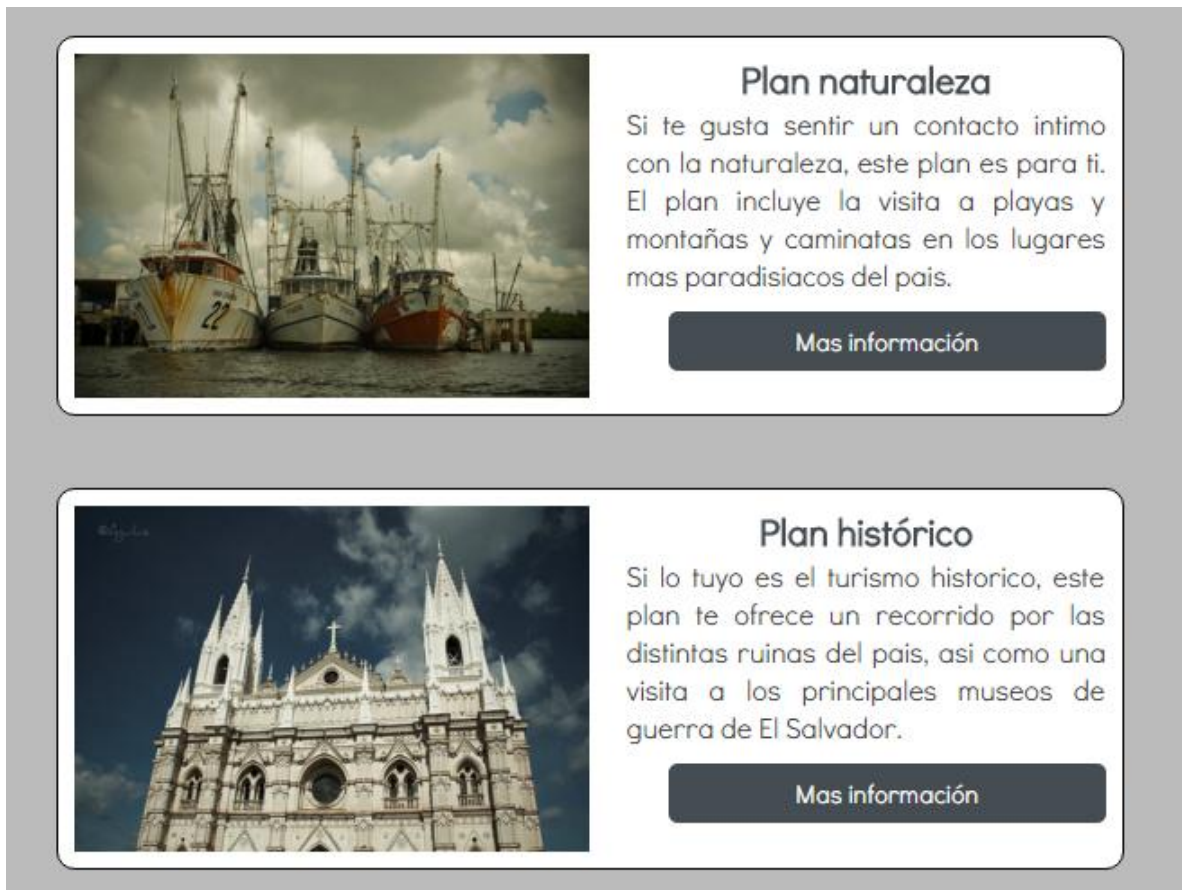 Plan naturaleza
Si te gusta sentir un contacto intimo
con la naturaleza, este plan es para ti.
El plan incluye la visita a playas y
montañas y caminatas en los lugares
mas paradisiacos del pais.
Mas información
22
Plan histórico
Si lo tuyo es el turismo historico, este
plan te ofrece un recorrido por las
distintas ruinas del pais, asi como una
visita a los principales museos de
guerra de El Salvador.
Mas información